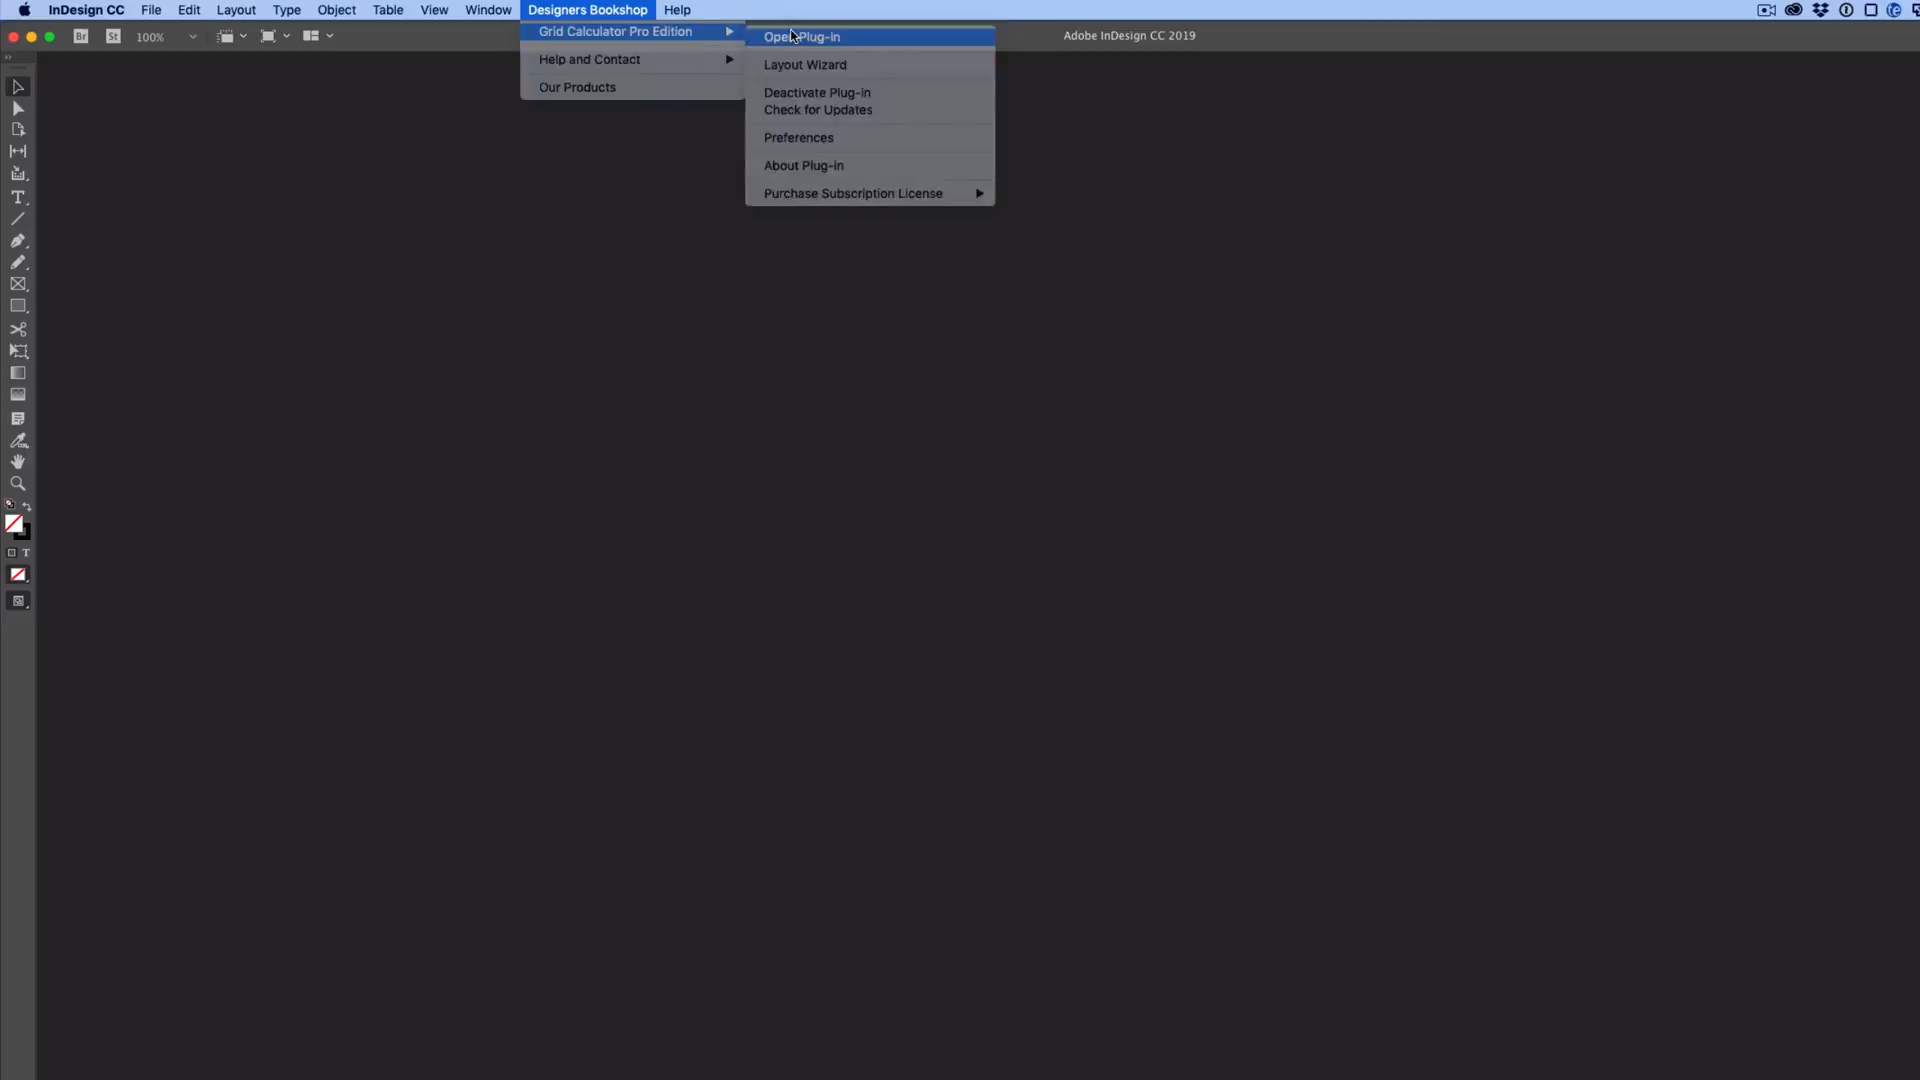 InDesign CC File Edit Layout Type Object Table View Window Designers Bookshop Help
Br St 100% Adobe InDesign CC 2019
Grid Calculator Pro Edition
Help and Contact
Our Products
Open Plug-in
Layout Wizard
Deactivate Plug-in
Check for Updates
Preferences
About Plug-in
Purchase Subscription License
T
T